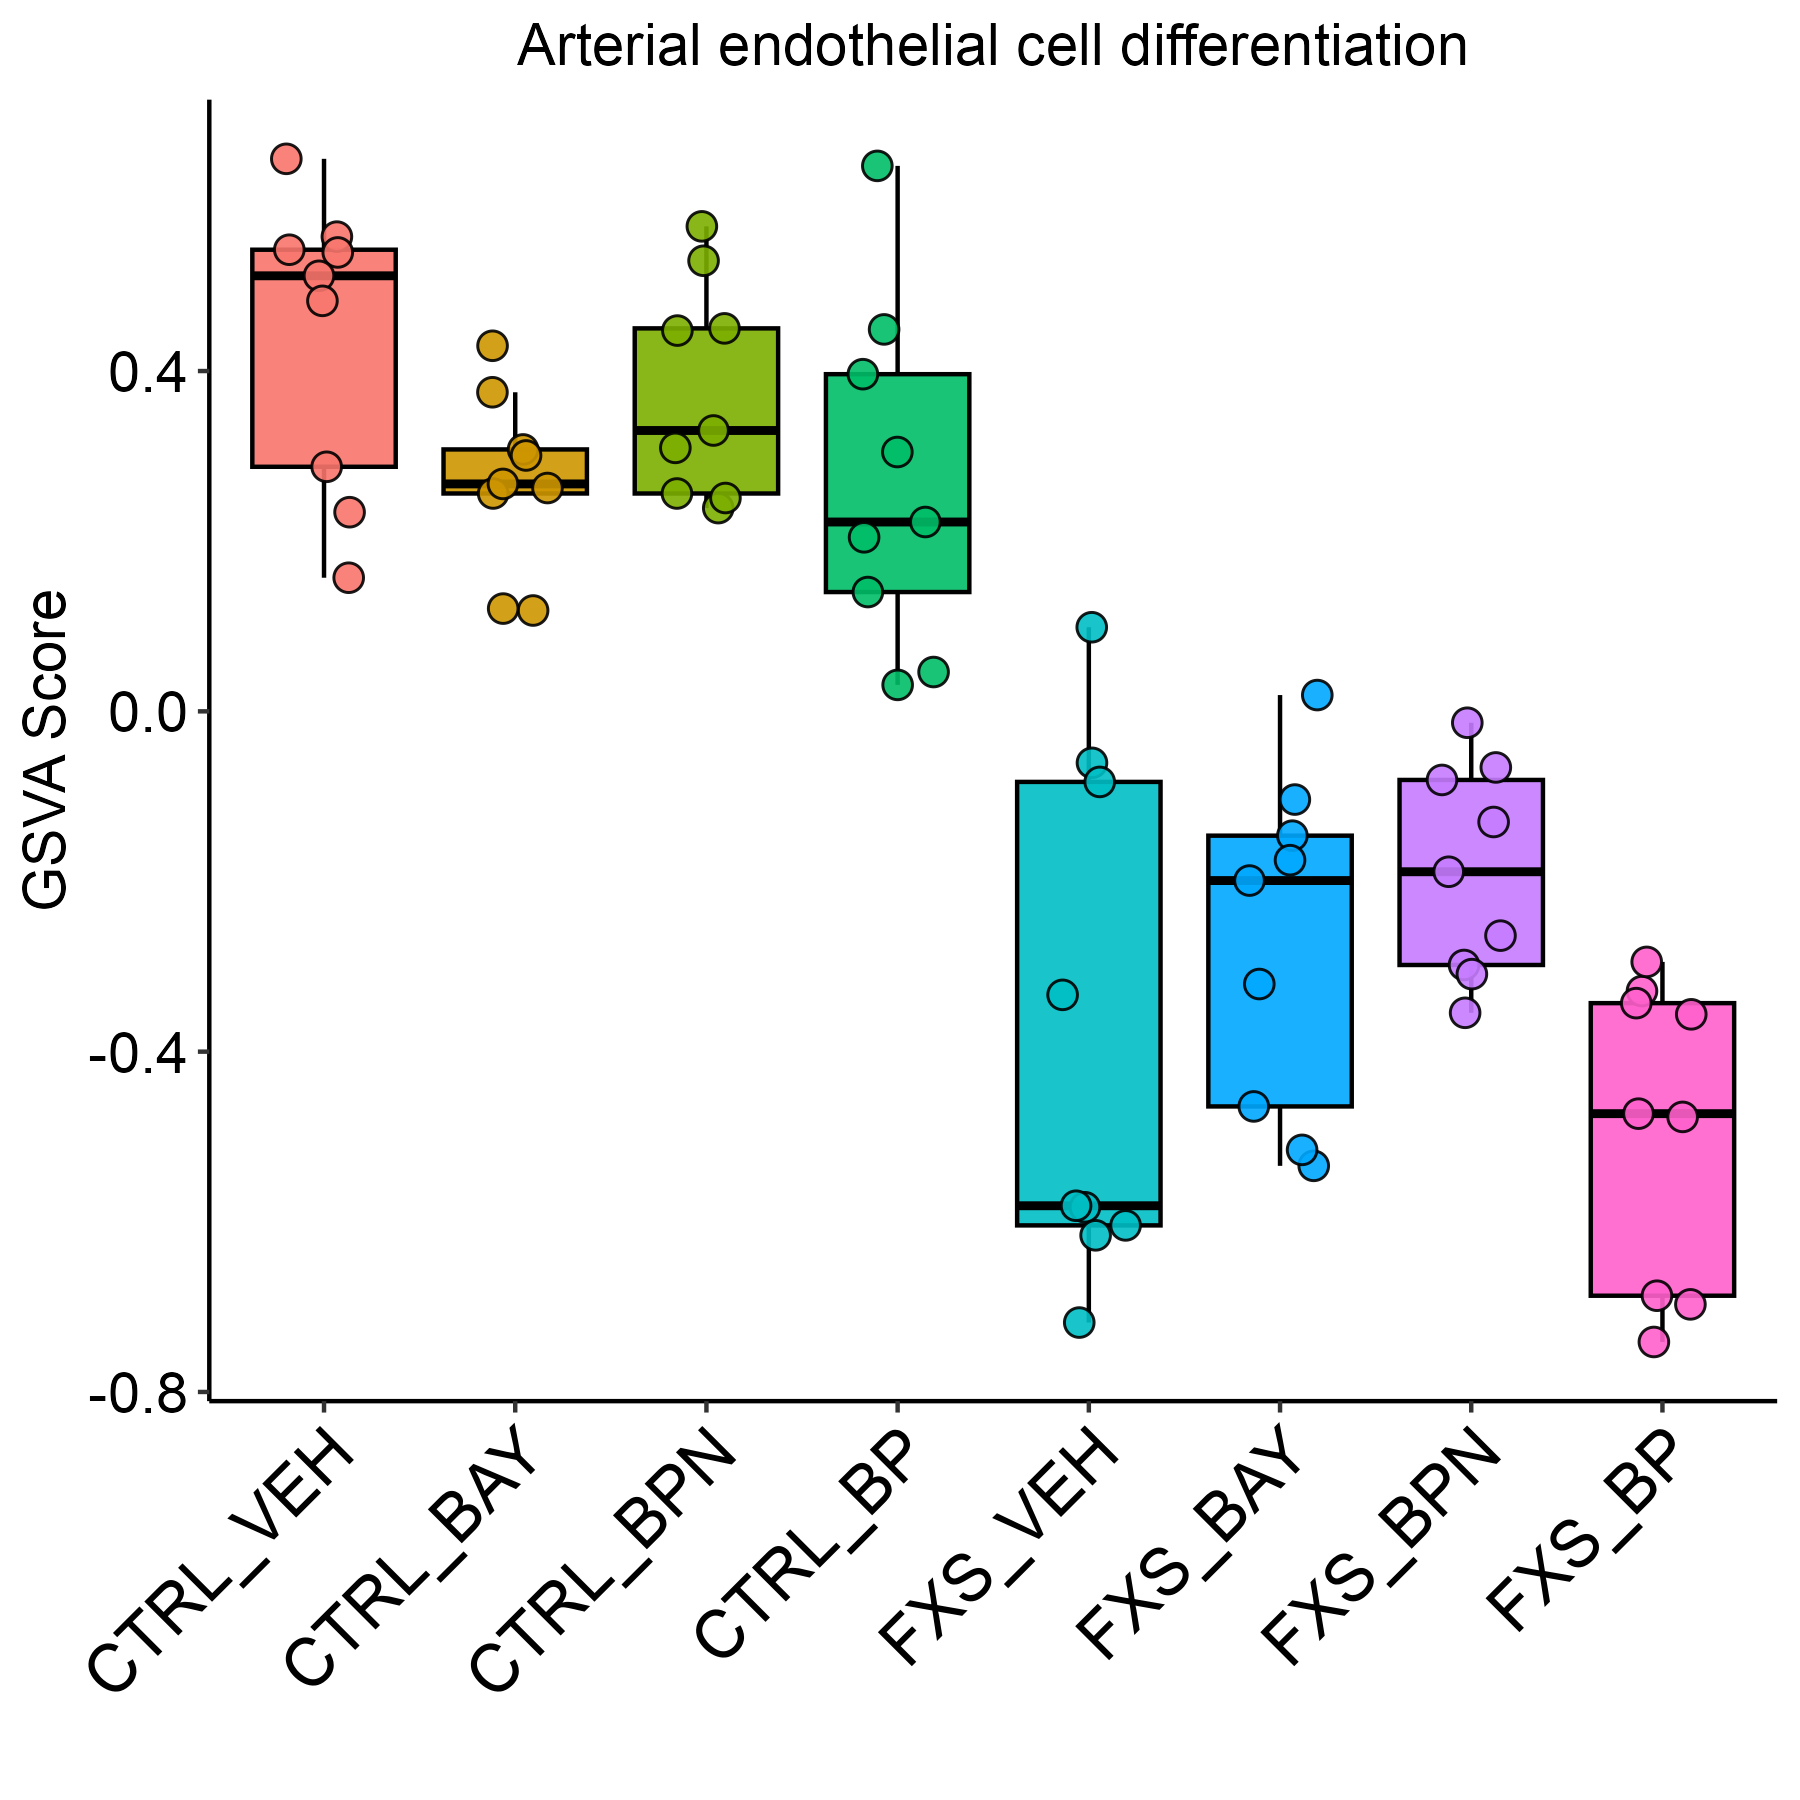 Arterial endothelial cell differentiation
GSVA Score
0.4
0.0
-0.4
-0.8
CTRL_VEH
CTRL_BAY
CTRL_BPN
CTRL_BP
FXS_VEH
FXS_BAY
FXS_BPN
FXS_BP